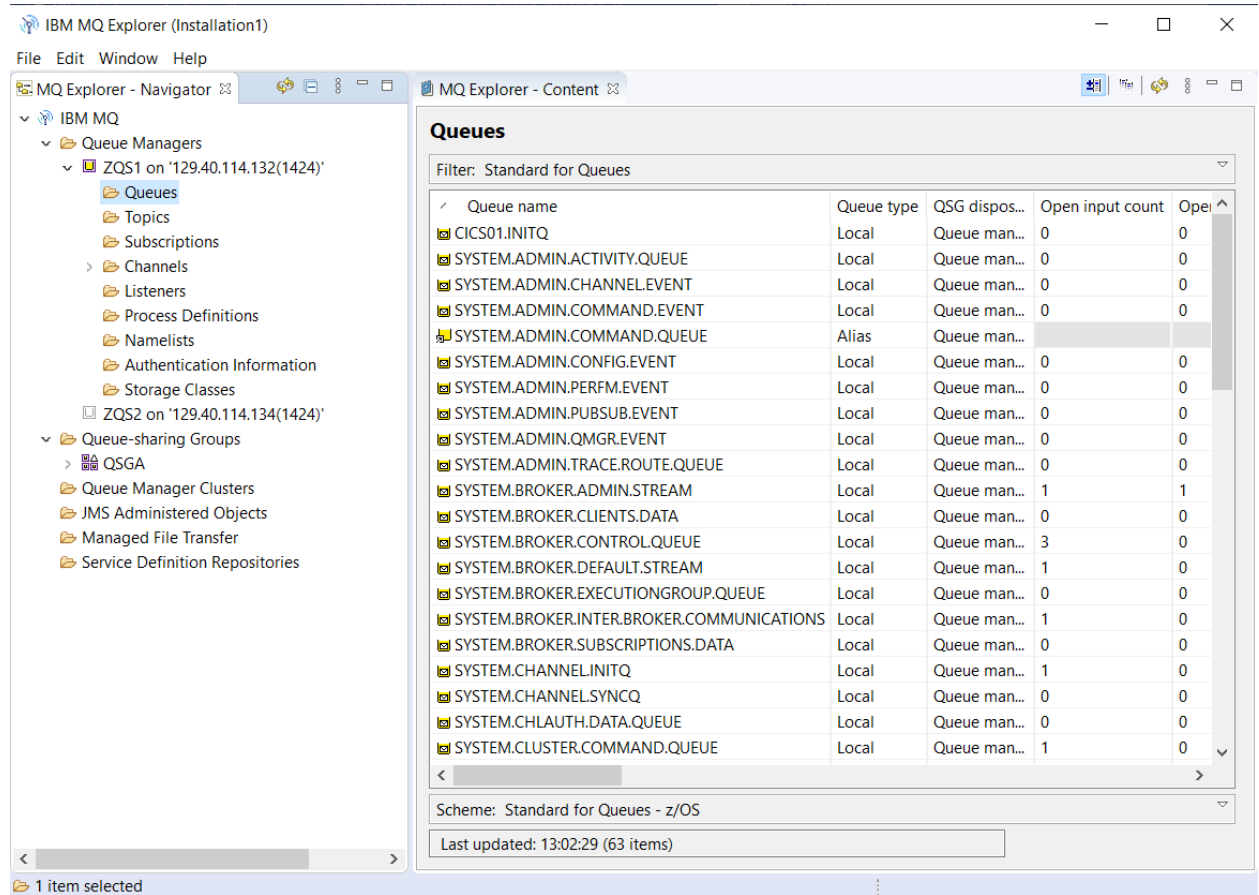 IBM MQ Explorer (Installation1)
File Edit Window Help
MQ Explorer - Navigator
IBM MQ
Queue Managers
ZQS1 on '129.40.114.132(1424)'
Queues
Topics
Subscriptions
Channels
Listeners
Process Definitions
Namelists
Authentication Information
Storage Classes
ZQS2 on '129.40.114.134(1424)'
Queue-sharing Groups
QSGA
Queue Manager Clusters
JMS Administered Objects
Managed File Transfer
Service Definition Repositories
MQ Explorer - Content
Queues
Filter: Standard for Queues
Queue name Queue type QSG dispos... Open input count Oper
CICS01.INITQ Local Queue man... 0 0
SYSTEM.ADMIN.ACTIVITY.QUEUE Local Queue man... 0 0
SYSTEM.ADMIN.CHANNEL.EVENT Local Queue man... 0 0
SYSTEM.ADMIN.COMMAND.EVENT Local Queue man... 0 0
SYSTEM.ADMIN.COMMAND.QUEUE Alias Queue man...
SYSTEM.ADMIN.CONFIG.EVENT Local Queue man... 0 0
SYSTEM.ADMIN.PERFM.EVENT Local Queue man... 0 0
SYSTEM.ADMIN.PUBSUB.EVENT Local Queue man... 0 0
SYSTEM.ADMIN.QMGR.EVENT Local Queue man... 0 0
SYSTEM.ADMIN.TRACE.ROUTE.QUEUE Local Queue man... 0 0
SYSTEM.BROKER.ADMIN.STREAM Local Queue man... 1 1
SYSTEM.BROKER.CLIENTS.DATA Local Queue man... 0 0
SYSTEM.BROKER.CONTROL.QUEUE Local Queue man... 3 0
SYSTEM.BROKER.DEFAULT.STREAM Local Queue man... 1 0
SYSTEM.BROKER.EXECUTIONGROUP.QUEUE Local Queue man... 0 0
SYSTEM.BROKER.INTER.BROKER.COMMUNICATIONS Local Queue man... 1 0
SYSTEM.BROKER.SUBSCRIPTIONS.DATA Local Queue man... 0 0
SYSTEM.CHANNEL.INITQ Local Queue man... 1 0
SYSTEM.CHANNEL.SYNCQ Local Queue man... 0 0
SYSTEM.CHLAUTH.DATA.QUEUE Local Queue man... 0 0
SYSTEM.CLUSTER.COMMAND.QUEUE Local Queue man... 1 0
Scheme: Standard for Queues - z/OS
Last updated: 13:02:29 (63 items)
1 item selected